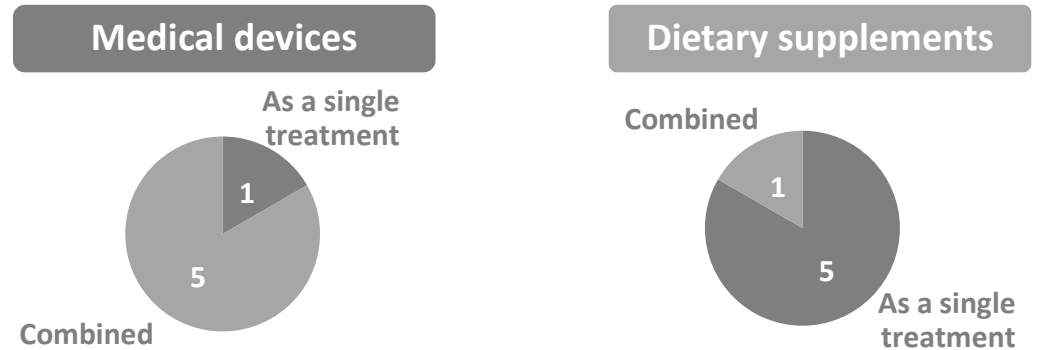 Medical devices
As a single
treatment
1
5
Combined
Dietary supplements
Combined
1
5
As a single
treatment